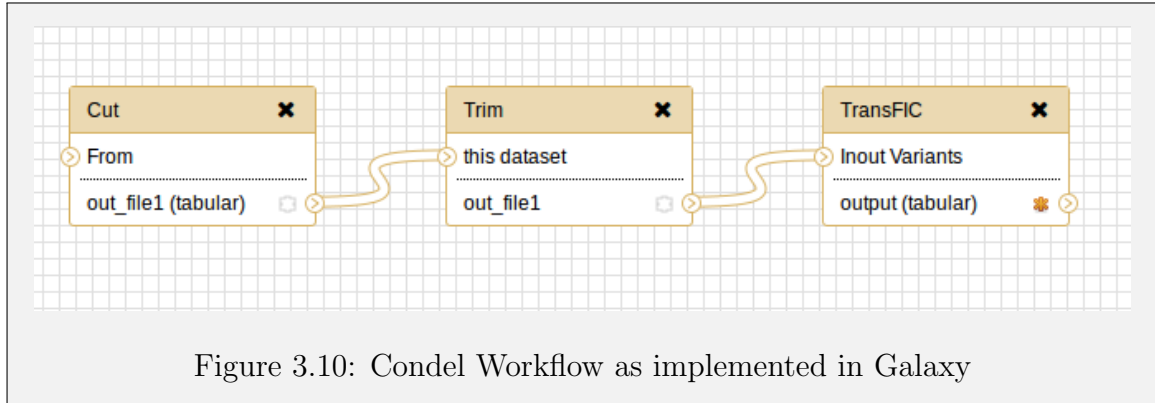 Cut
From
out_file1 (tabular)
Trim
this dataset
out_file1
TransFIC
Inout Variants
output (tabular)
Figure 3.10: Condel Workflow as implemented in Galaxy